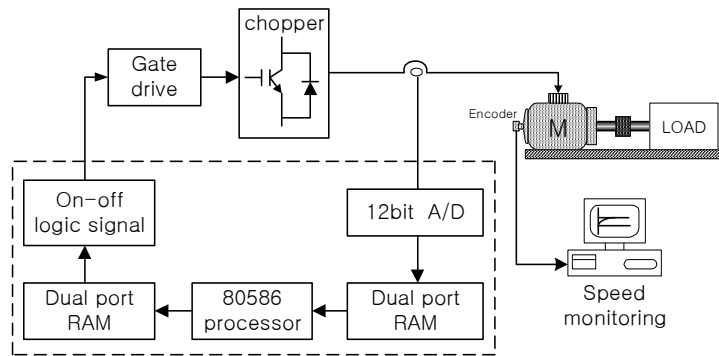 chopper
Gate
drive
Encoder
M
LOAD
On-off
logic signal
12bit A/D
Dual port
RAM
80586
processor
Dual port
RAM
Speed
monitoring